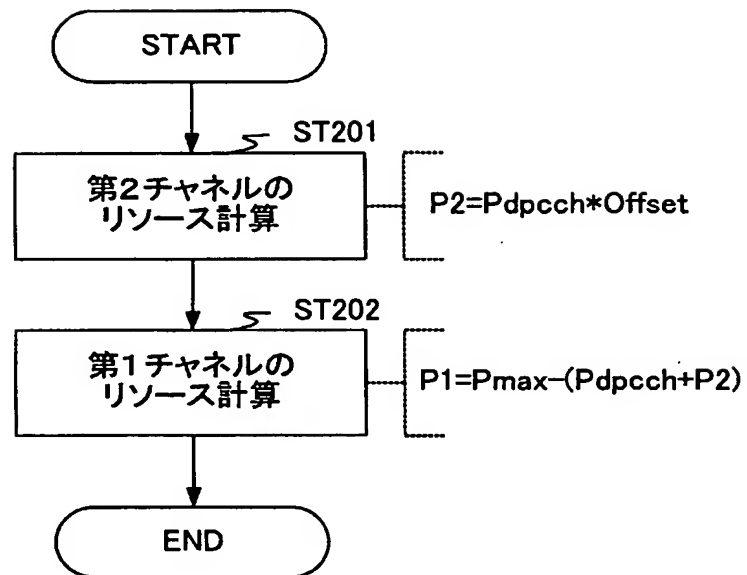 START
ST201
第2チャネルの
リソース計算
P2=Pdpcch*Offset
ST202
第1チャネルの
リソース計算
P1=Pmax-(Pdpcch+P2)
END